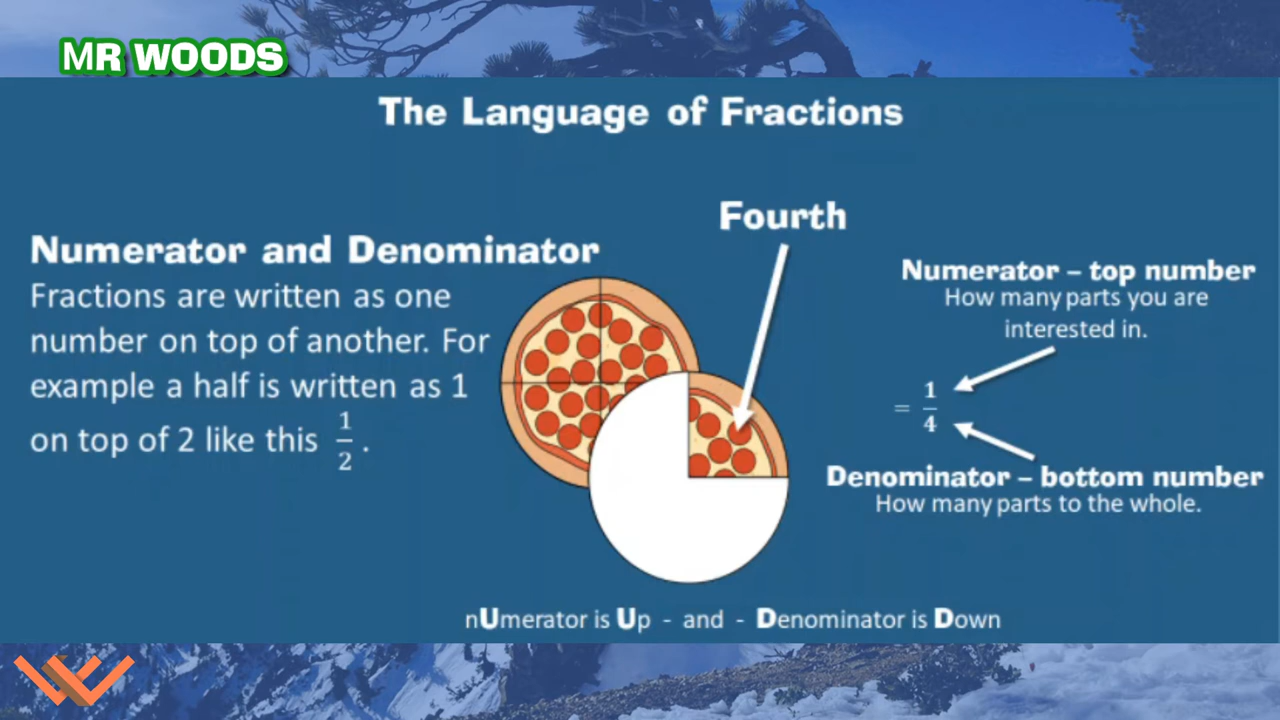 MR WOODS
The Language of Fractions
Numerator and Denominator
Fractions are written as one
number on top of another. For
example a half is written as 1
on top of 2 like this 1/2 .
Fourth
Numerator – top number
How many parts you are
interested in.
= 1/4
Denominator – bottom number
How many parts to the whole.
nUmerator is Up - and - Denominator is Down